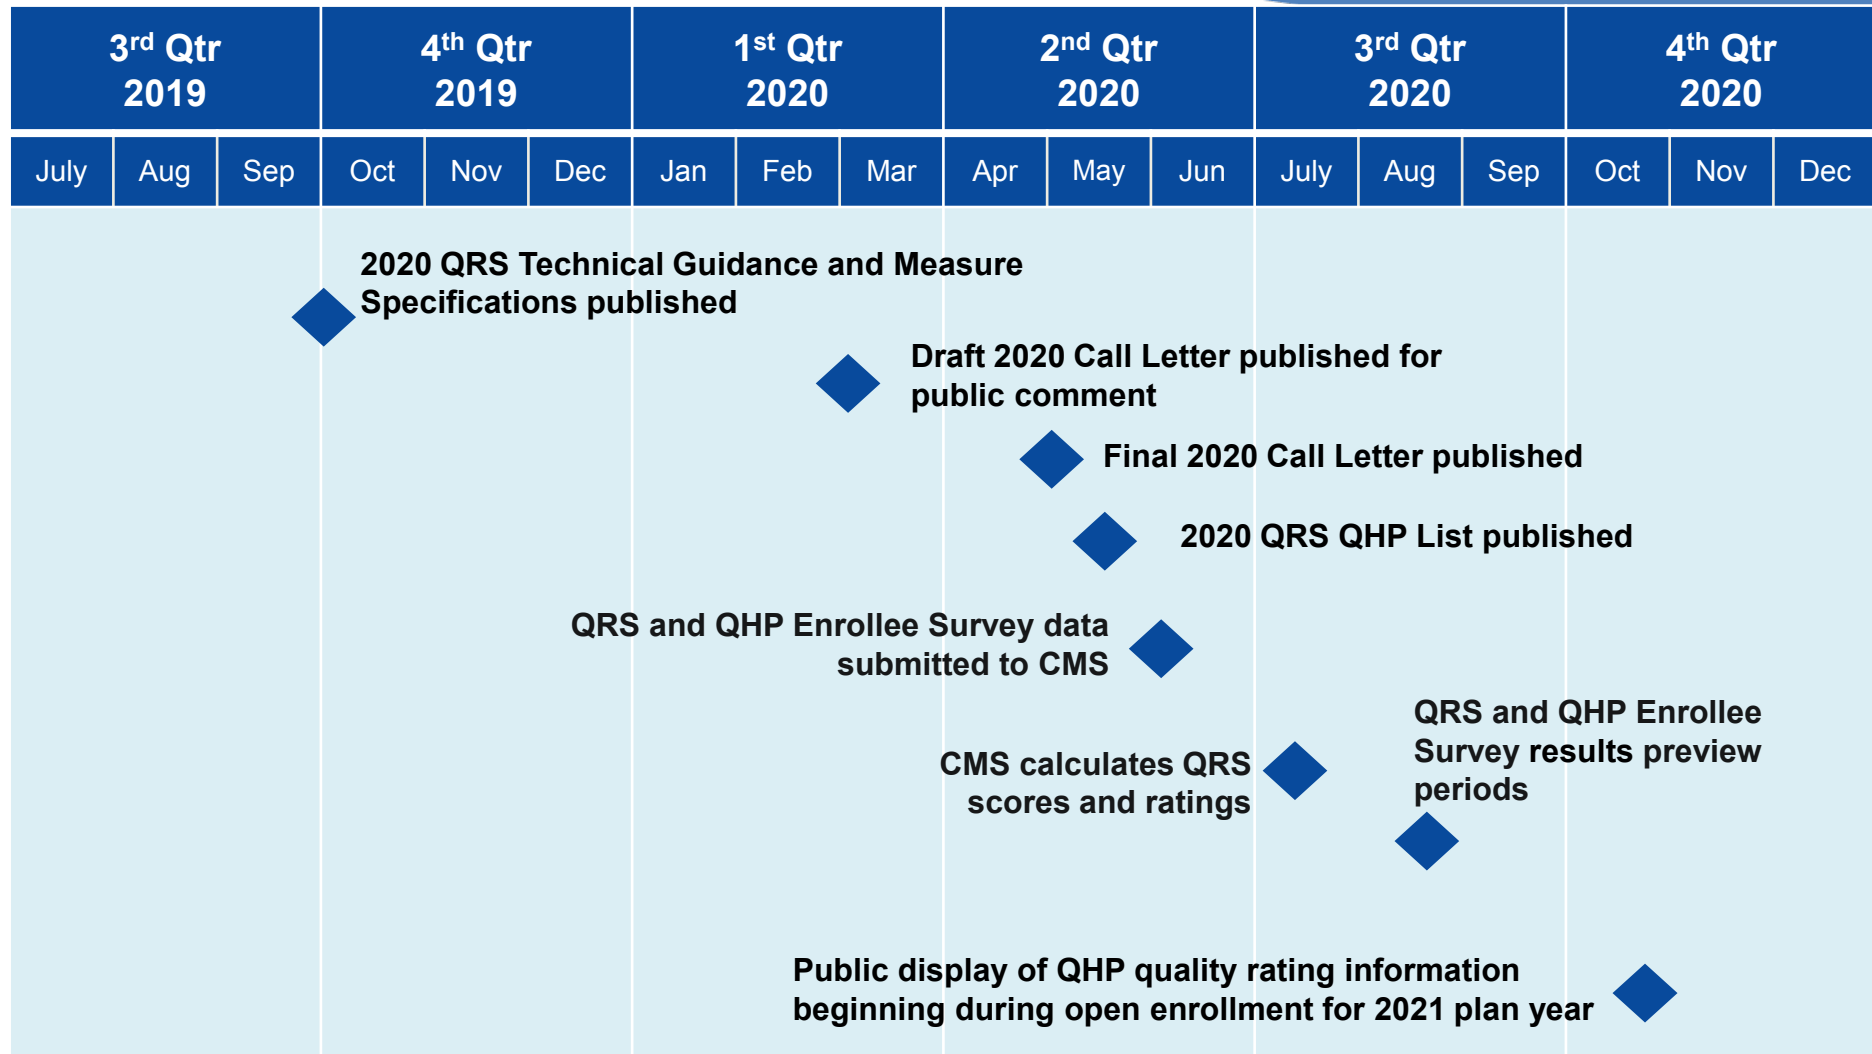 3rd Qtr
2019
4th Qtr
2019
1st Qtr
2020
2nd Qtr
2020
3rd Qtr
2020
4th Qtr
2020
July
Aug
Sep
Oct
Nov
Dec
Jan
Feb
Mar
Apr
May
Jun
July
Aug
Sep
Oct
Nov
Dec
2020 QRS Technical Guidance and Measure
Specifications published
Draft 2020 Call Letter published for
public comment
Final 2020 Call Letter published
2020 QRS QHP List published
QRS and QHP Enrollee Survey data
submitted to CMS
CMS calculates QRS
scores and ratings
QRS and QHP Enrollee
Survey results preview
periods
Public display of QHP quality rating information
beginning during open enrollment for 2021 plan year